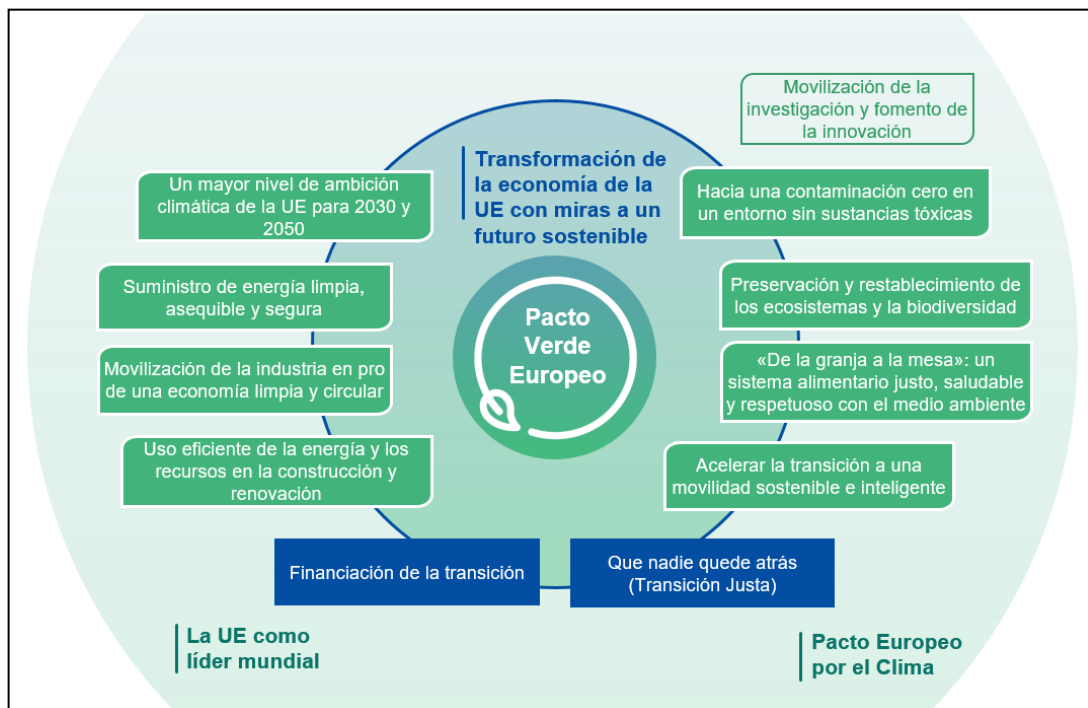 Movilización de la
investigación y fomento de
la innovación
Transformación de
la economía de la
UE con miras a un
futuro sostenible
Un mayor nivel de ambición
climática de la UE para 2030 y
2050
Hacia una contaminación cero en
un entorno sin sustancias tóxicas
Suministro de energía limpia,
asequible y segura
Preservación y restablecimiento de
los ecosistemas y la biodiversidad
Pacto
Verde
Europeo
Movilización de la industria en pro
de una economía limpia y circular
«De la granja a la mesa»: un
sistema alimentario justo, saludable
y respetuoso con el medio ambiente
Uso eficiente de la energía y los
recursos en la construcción y
renovación
Acelerar la transición a una
movilidad sostenible e inteligente
Financiación de la transición
Que nadie quede atrás
(Transición Justa)
La UE como
líder mundial
Pacto Europeo
por el Clima